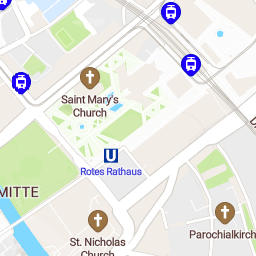 Saint Mary's
Church
U
Rotes Rathaus
MITTE
St. Nicholas
Church
Parochialkirch